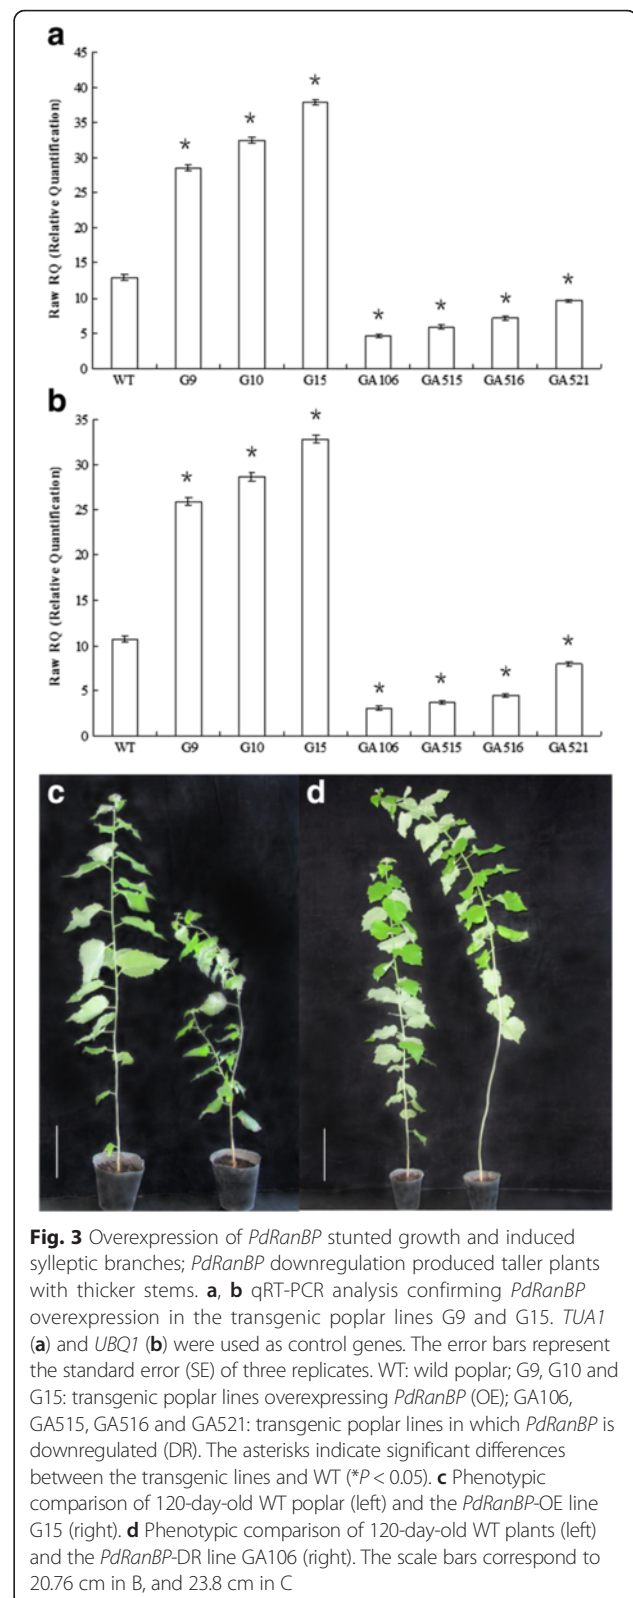 a
Raw RQ (Relative Quantification)
45
40
35
30
25
20
15
10
5
0
* * * * * * *
WT G9 G10 G15 GA106 GA515 GA516 GA521
b
Raw RQ (Relative Quantification)
35
30
25
20
15
10
5
0
* * * * * * *
WT G9 G10 G15 GA106 GA515 GA516 GA521
c d
Fig. 3 Overexpression of PdRanBP stunted growth and induced
sylleptic branches; PdRanBP downregulation produced taller plants
with thicker stems. a, b qRT-PCR analysis confirming PdRanBP
overexpression in the transgenic poplar lines G9 and G15. TUA1
(a) and UBQ1 (b) were used as control genes. The error bars represent
the standard error (SE) of three replicates. WT: wild poplar; G9, G10 and
G15: transgenic poplar lines overexpressing PdRanBP (OE); GA106,
GA515, GA516 and GA521: transgenic poplar lines in which PdRanBP is
downregulated (DR). The asterisks indicate significant differences
between the transgenic lines and WT (*P < 0.05). c Phenotypic
comparison of 120-day-old WT poplar (left) and the PdRanBP-OE line
G15 (right). d Phenotypic comparison of 120-day-old WT plants (left)
and the PdRanBP-DR line GA106 (right). The scale bars correspond to
20.76 cm in B, and 23.8 cm in C